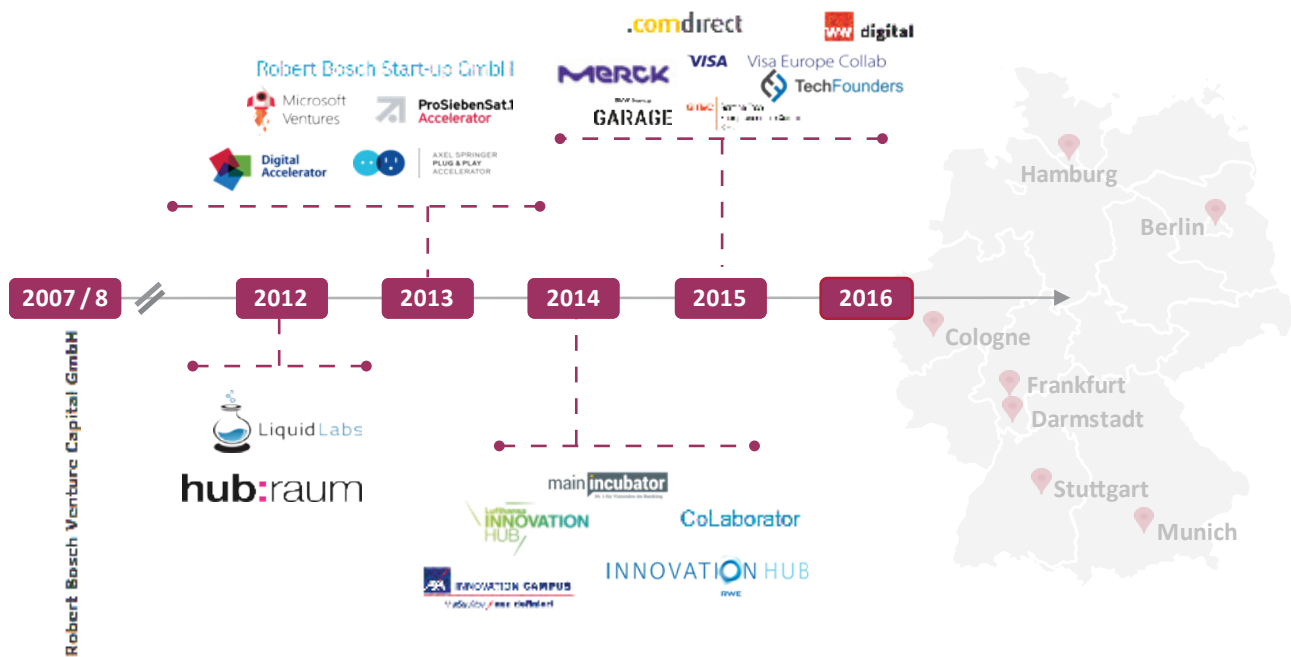 .comdirect
ww digital
Robert Bosch Start-up GmbH
MERCK
VISA
Visa Europe Collab
TechFounders
Microsoft
Ventures
ProSiebenSat.1
Accelerator
GARAGE
Digital
Accelerator
AXEL SPRINGER
PLUG & PLAY
ACCELERATOR
Hamburg
Berlin
2007 / 8
2012
2013
2014
2015
2016
Robert Bosch Venture Capital GmbH
Cologne
Frankfurt
Darmstadt
Stuttgart
Munich
LiquidLabs
hub:raum
main incubator
Lufthansa
INNOVATION
HUB
CoLaborator
AXA
INNOVATION CAMPUS
INNOVATION HUB
RWE